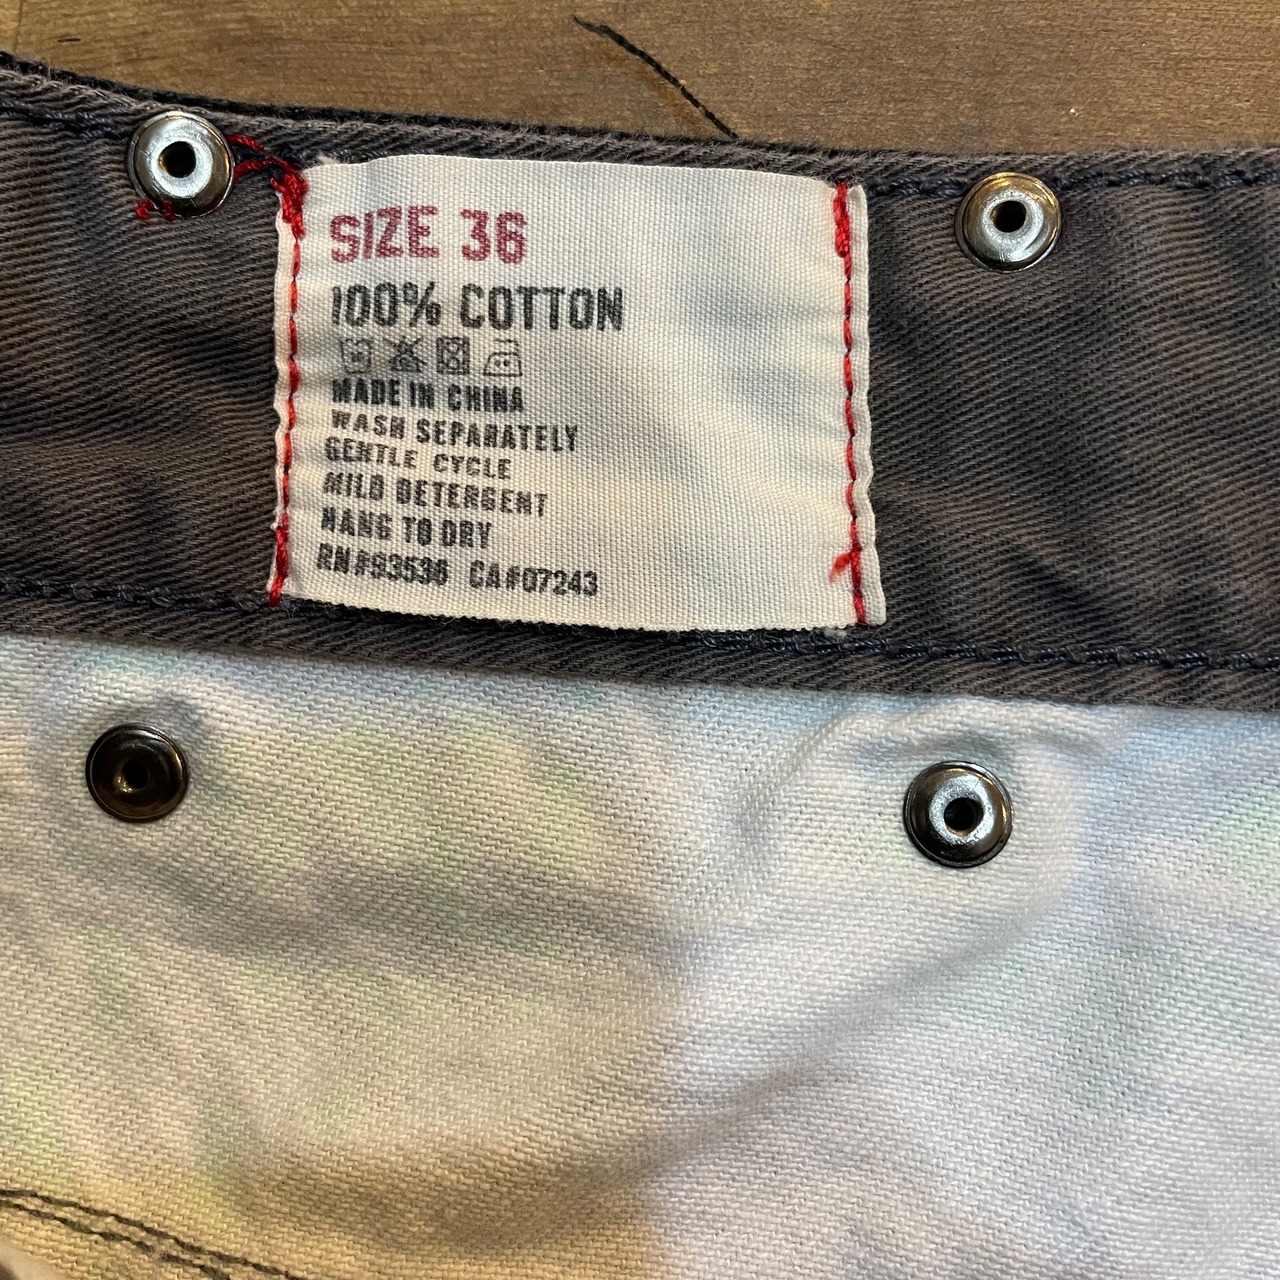 SIZE 36
100% COTTON
MADE IN CHINA
WASH SEPARATELY
GENTLE CYCLE
MILD DETERGENT
HANG TO DRY
RN#93536 CA#07243